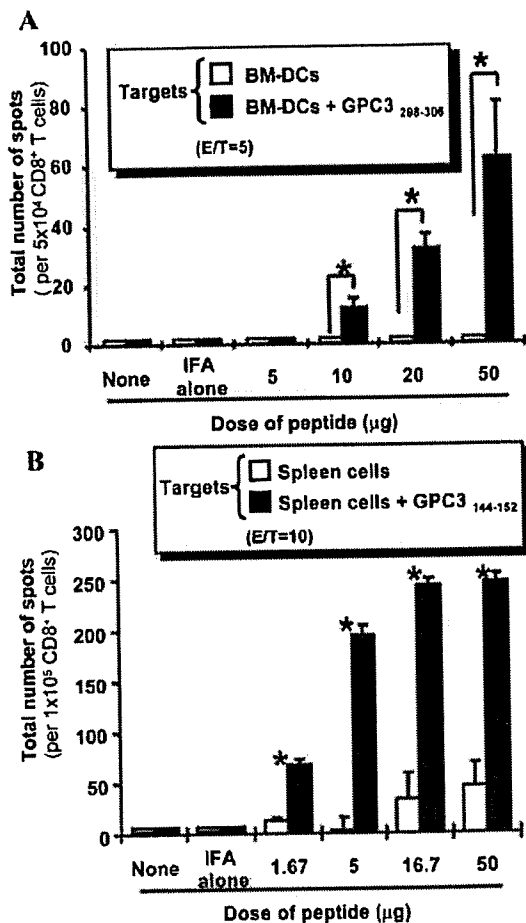 A
Total number of spots
(per 5x10⁴ CD8⁺ T cells)
100
80
60
40
20
0
Targets
BM-DCs
BM-DCs + GPC3 298-306
(E/T=5)
*
*
*
None
IFA alone
5
10
20
50
Dose of peptide (μg)
B
Total number of spots
(per 1x10⁵ CD8⁺ T cells)
300
250
200
150
100
50
0
Targets
Spleen cells
Spleen cells + GPC3 144-152
(E/T=10)
*
*
*
*
None
IFA alone
1.67
5
16.7
50
Dose of peptide (μg)